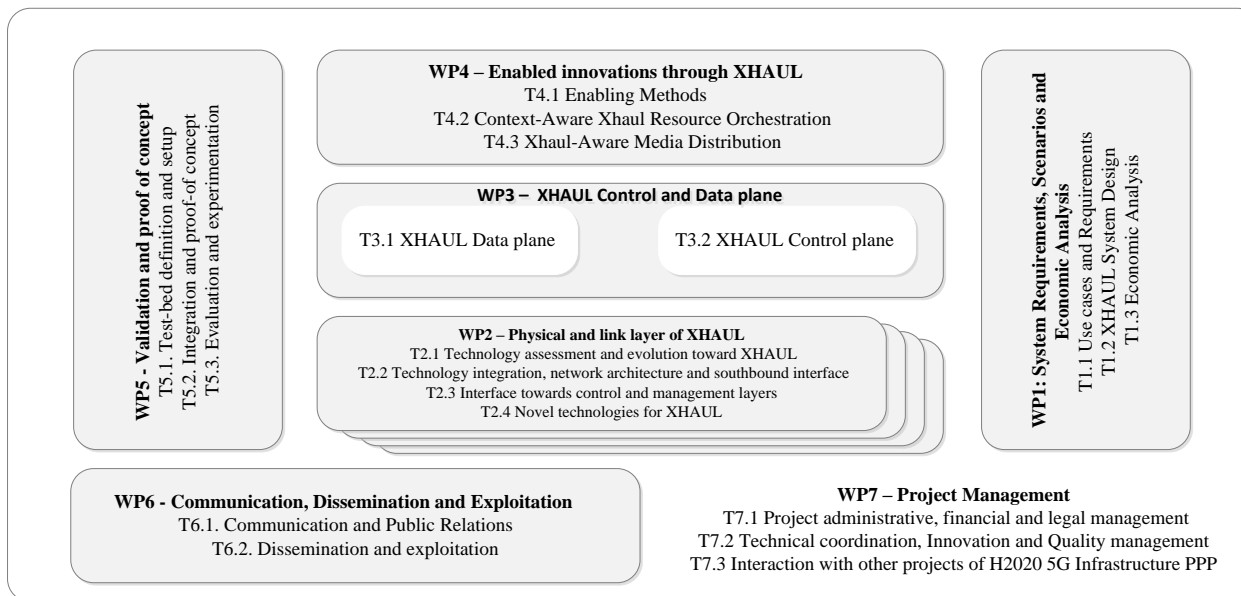 WP5 - Validation and proof of concept
T5.1. Test-bed definition and setup
T5.2. Integration and proof-of concept
T5.3. Evaluation and experimentation
WP4 – Enabled innovations through XHAUL
T4.1 Enabling Methods
T4.2 Context-Aware Xhaul Resource Orchestration
T4.3 Xhaul-Aware Media Distribution
WP3 – XHAUL Control and Data plane
T3.1 XHAUL Data plane
T3.2 XHAUL Control plane
WP2 – Physical and link layer of XHAUL
T2.1 Technology assessment and evolution toward XHAUL
T2.2 Technology integration, network architecture and southbound interface
T2.3 Interface towards control and management layers
T2.4 Novel technologies for XHAUL
WP1: System Requirements, Scenarios and
Economic Analysis
T1.1 Use cases and Requirements
T1.2 XHAUL System Design
T1.3 Economic Analysis
WP6 - Communication, Dissemination and Exploitation
T6.1. Communication and Public Relations
T6.2. Dissemination and exploitation
WP7 – Project Management
T7.1 Project administrative, financial and legal management
T7.2 Technical coordination, Innovation and Quality management
T7.3 Interaction with other projects of H2020 5G Infrastructure PPP